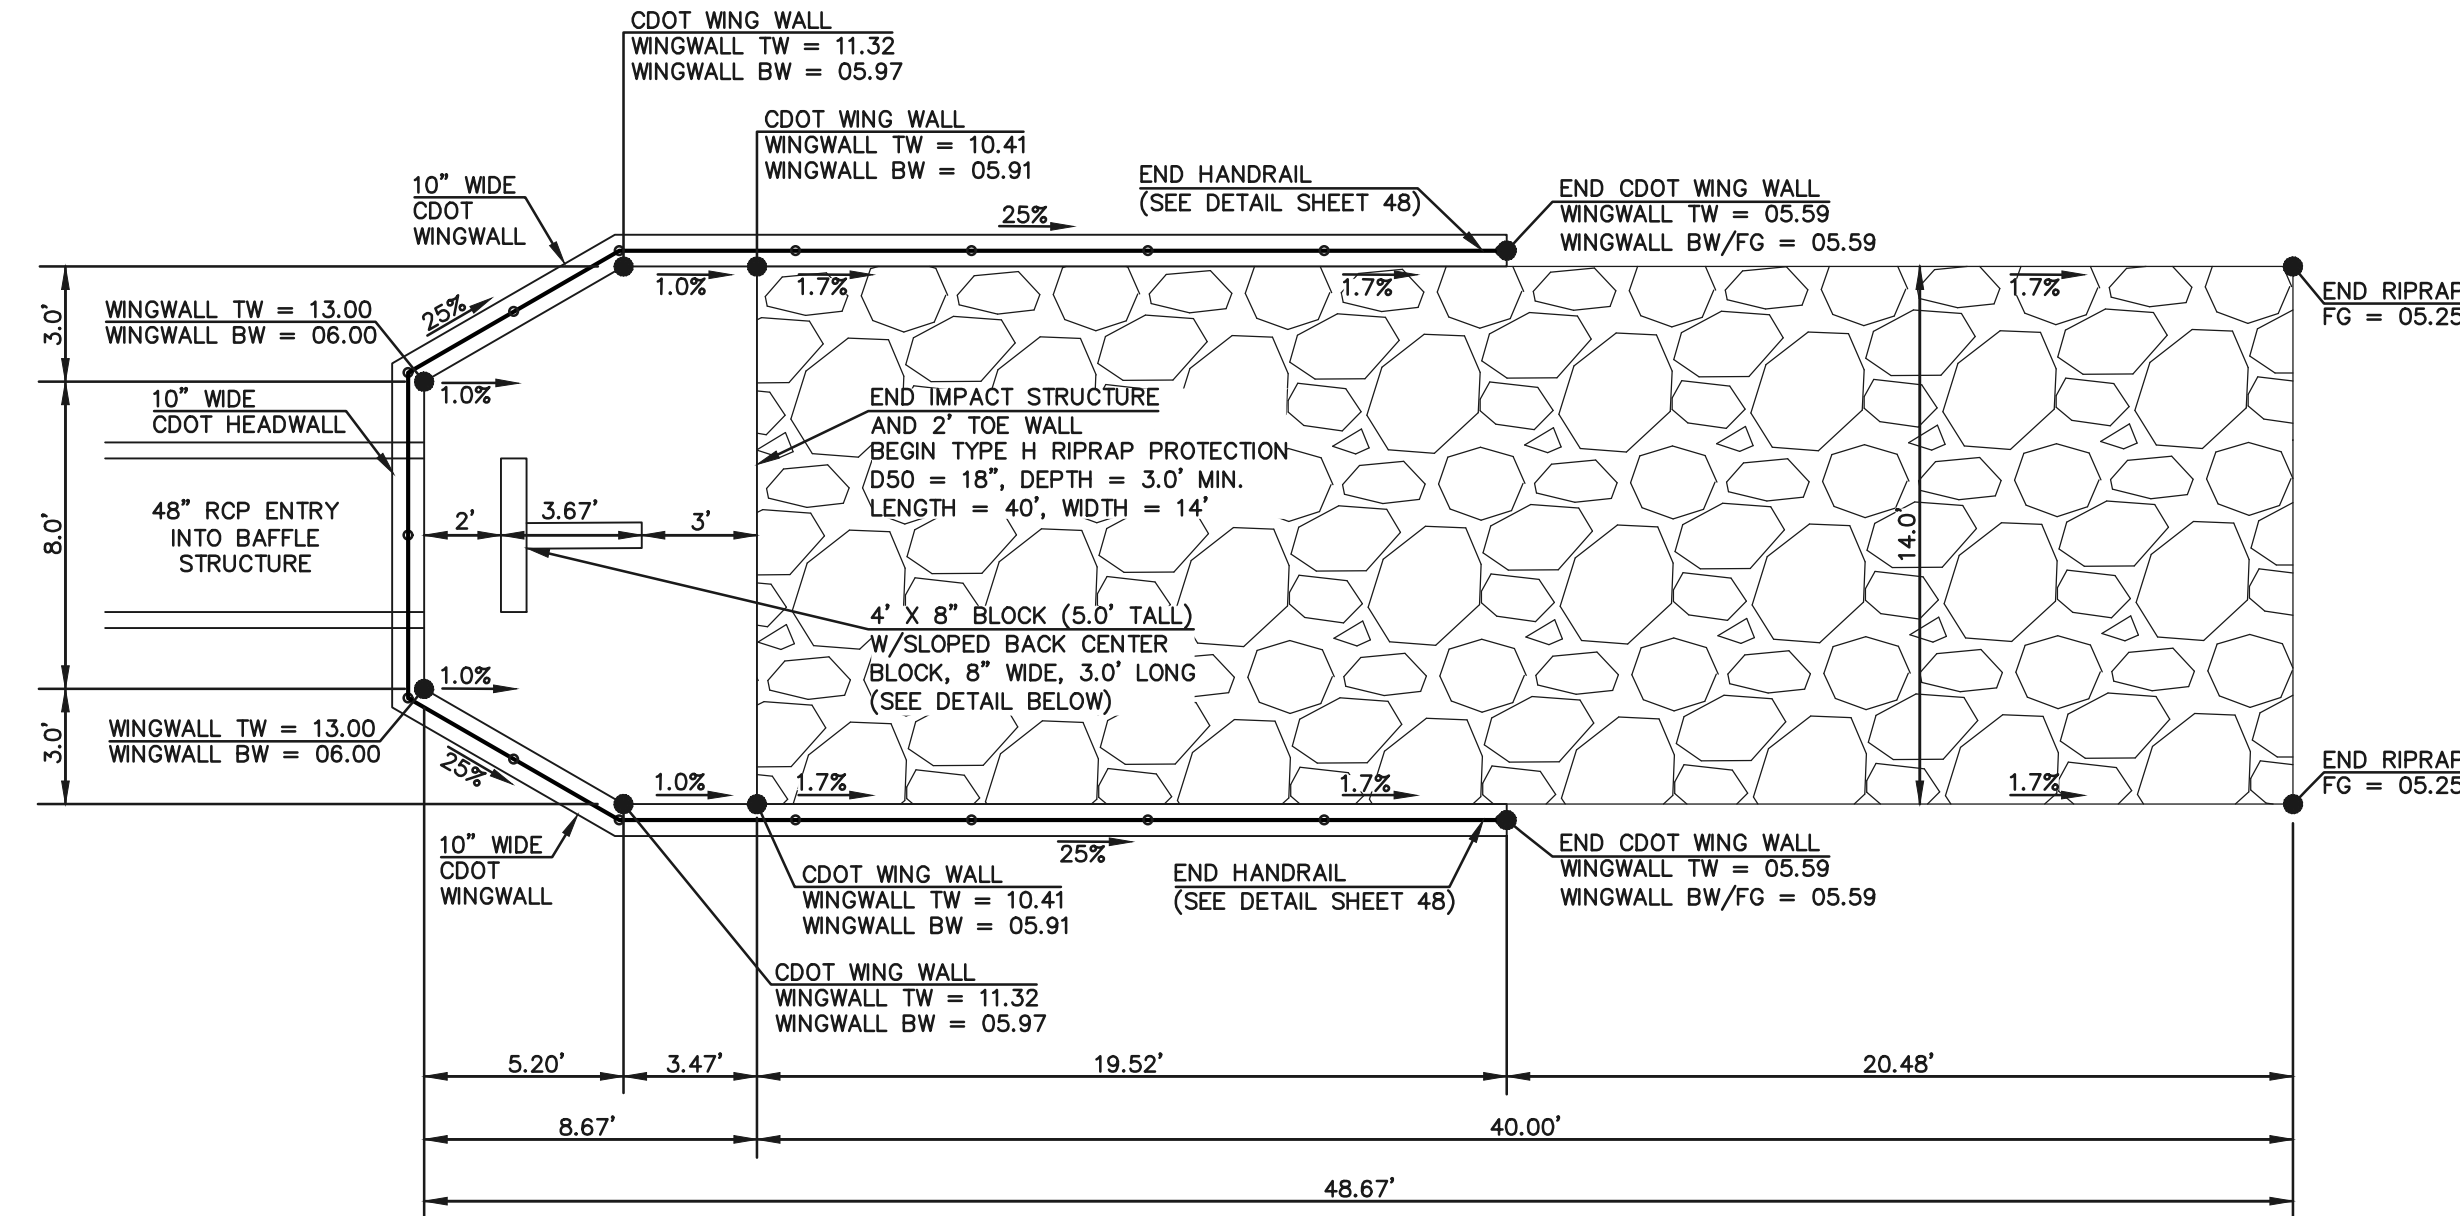 CDOT WING WALL
WINGWALL TW = 11.32
WINGWALL BW = 05.97
CDOT WING WALL
WINGWALL TW = 10.41
WINGWALL BW = 05.91
10" WIDE
CDOT
WINGWALL
END HANDRAIL
(SEE DETAIL SHEET 48)
END CDOT WING WALL
WINGWALL TW = 05.59
WINGWALL BW/FG = 05.59
25%
25%
1.0%
1.7%
1.7%
1.7%
END RIPRAP
FG = 05.25
3.0'
WINGWALL TW = 13.00
WINGWALL BW = 06.00
1.0%
10" WIDE
CDOT HEADWALL
END IMPACT STRUCTURE
AND 2' TOE WALL
BEGIN TYPE H RIPRAP PROTECTION
D50 = 18", DEPTH = 3.0' MIN.
LENGTH = 40', WIDTH = 14'
8.0'
48" RCP ENTRY
INTO BAFFLE
STRUCTURE
2'
3.67'
3'
14.0'
4' X 8" BLOCK (5.0' TALL)
W/SLOPED BACK CENTER
BLOCK, 8" WIDE, 3.0' LONG
(SEE DETAIL BELOW)
1.0%
3.0'
WINGWALL TW = 13.00
WINGWALL BW = 06.00
25%
1.0%
1.7%
1.7%
1.7%
END RIPRAP
FG = 05.25
10" WIDE
CDOT
WINGWALL
25%
CDOT WING WALL
WINGWALL TW = 10.41
WINGWALL BW = 05.91
END HANDRAIL
(SEE DETAIL SHEET 48)
END CDOT WING WALL
WINGWALL TW = 05.59
WINGWALL BW/FG = 05.59
CDOT WING WALL
WINGWALL TW = 11.32
WINGWALL BW = 05.97
5.20'
3.47'
19.52'
20.48'
8.67'
40.00'
48.67'